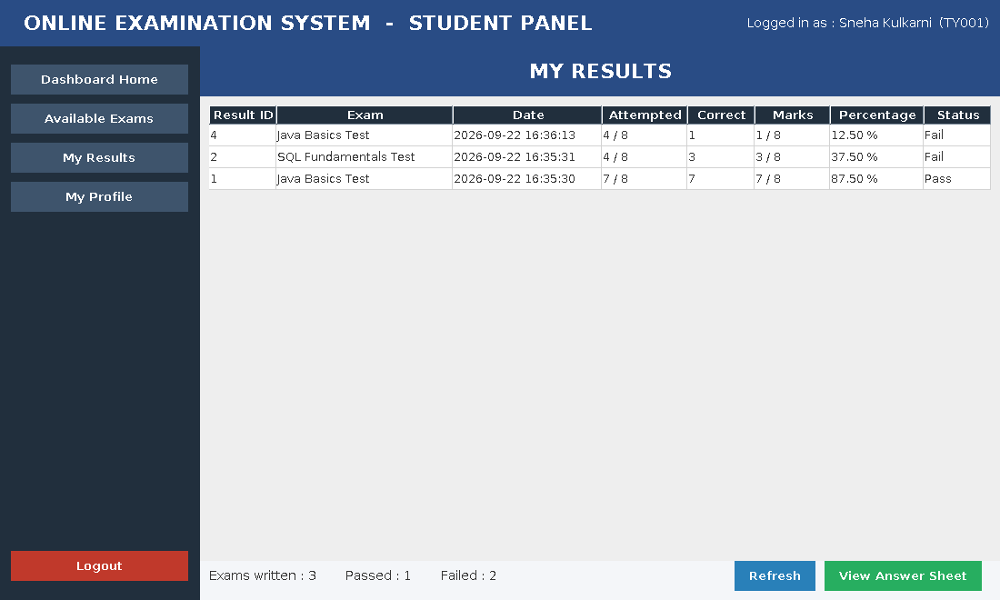 ONLINE EXAMINATION SYSTEM - STUDENT PANEL
Logged in as : Sneha Kulkarni (TY001)
Dashboard Home
Available Exams
My Results
My Profile
Logout
MY RESULTS
Result ID Exam Date Attempted Correct Marks Percentage Status
4 Java Basics Test 2026-09-22 16:36:13 4 / 8 1 1 / 8 12.50 % Fail
2 SQL Fundamentals Test 2026-09-22 16:35:31 4 / 8 3 3 / 8 37.50 % Fail
1 Java Basics Test 2026-09-22 16:35:30 7 / 8 7 7 / 8 87.50 % Pass
Exams written : 3 Passed : 1 Failed : 2
Refresh
View Answer Sheet